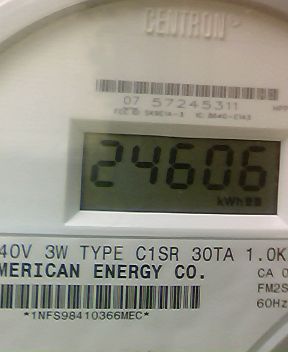 CENTRON
07 57245311
24606
kWh
40V 3W TYPE C1SR 30TA 1.0K
MERICAN ENERGY CO.
CA 0
FM2S
60Hz
*1NFS98410366MEC*